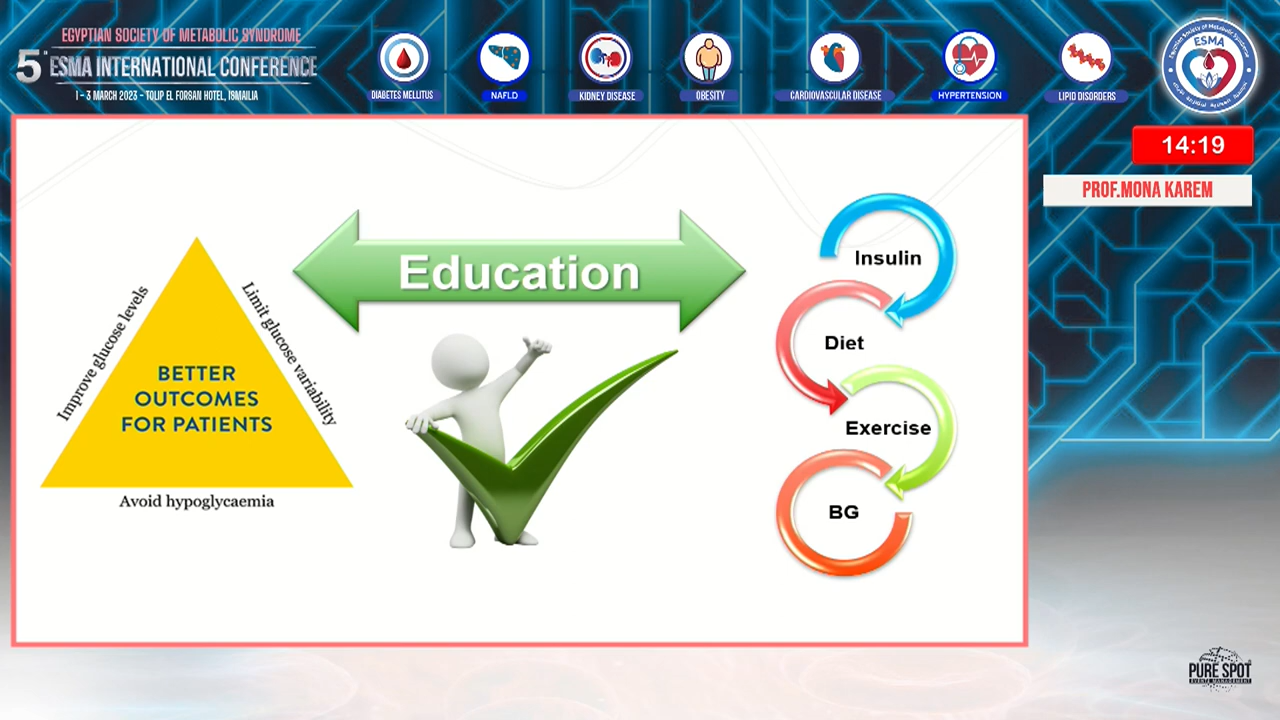 EGYPTIAN SOCIETY OF METABOLIC SYNDROME
5th ESMA INTERNATIONAL CONFERENCE
1 - 3 MARCH 2023 - TOLIP EL FORSAN HOTEL, ISMAILIA
DIABETES MELLITUS
NAFLD
KIDNEY DISEASE
OBESITY
CARDIOVASCULAR DISEASE
HYPERTENSION
LIPID DISORDERS
ESMA
14:19
PROF.MONA KAREM
Education
Improve glucose levels
Limit glucose variability
BETTER
OUTCOMES
FOR PATIENTS
Avoid hypoglycaemia
Insulin
Diet
Exercise
BG
PURE SPOT
EVENTS MANAGEMENT